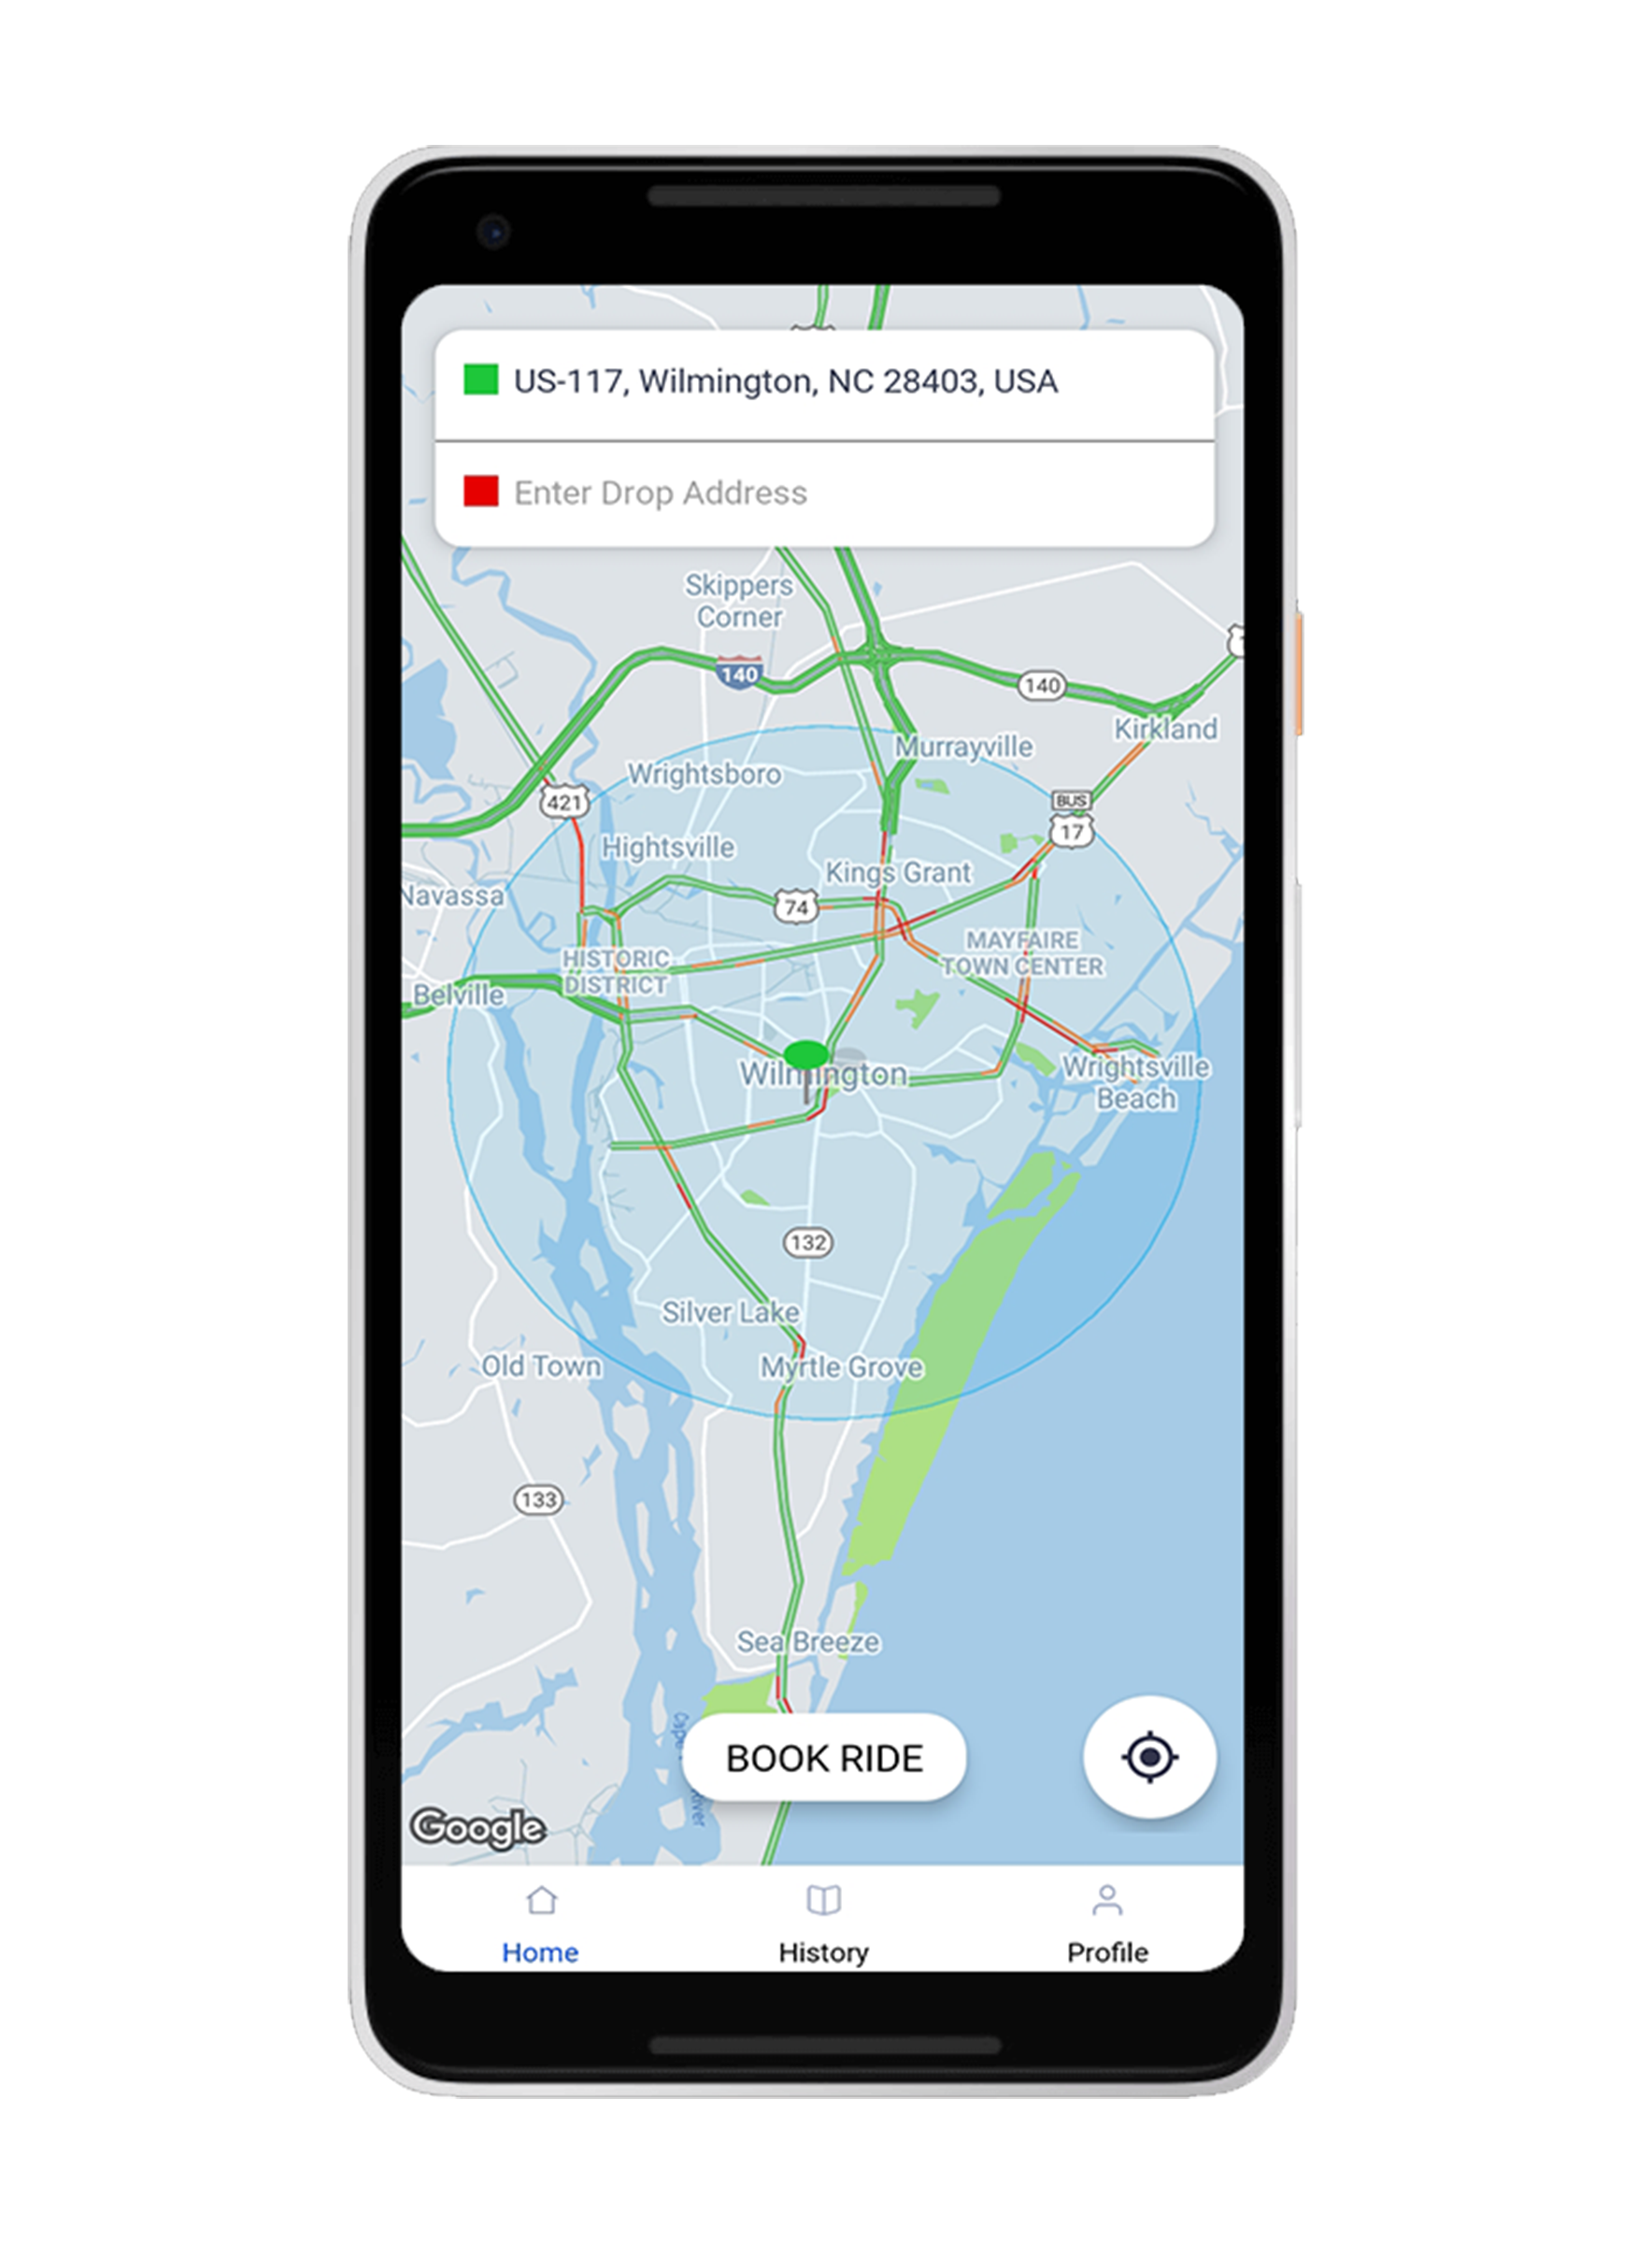 US-117, Wilmington, NC 28403, USA
Enter Drop Address
Skippers
Corner
140
140
Kirkland
Murrayville
Wrightsboro
BUS
421
17
Hightsville
Kings Grant
Navassa
74
MAYFAIRE
TOWN CENTER
HISTORIC
DISTRICT
Belville
Wilmington
Wrightsville
Beach
132
Silver Lake
Old Town
Myrtle Grove
133
Sea Breeze
Cape
River
BOOK RIDE
Google
Home
History
Profile